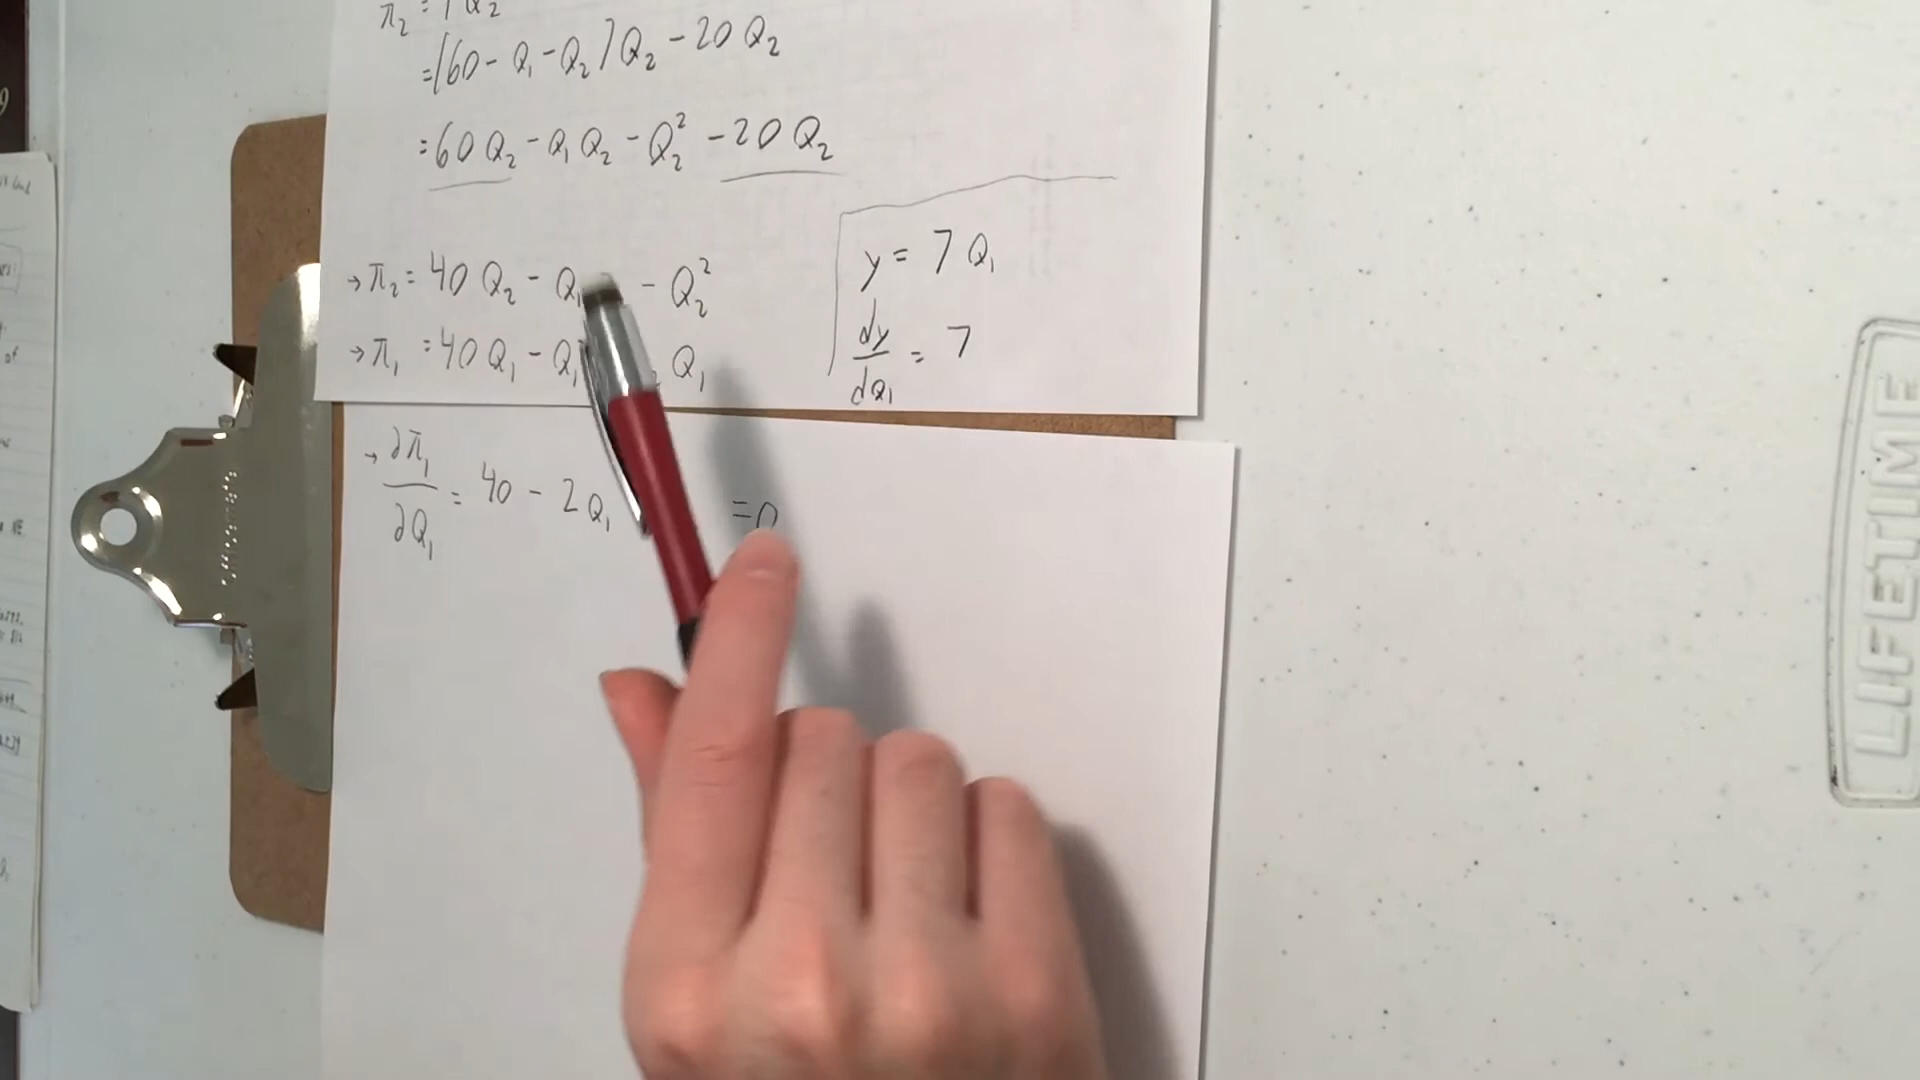 π₂ = Q₂
= (60 - Q₁ - Q₂) Q₂ - 20 Q₂
= 60 Q₂ - Q₁ Q₂ - Q₂² - 20 Q₂
→ π₂ = 40 Q₂ - Q₁ - Q₂²
→ π₁ = 40 Q₁ - Q₁ Q₁
y = 7 Q₁
dy/dQ₁ = 7
→ ∂π₁/∂Q₁ = 40 - 2Q₁ = 0
LIFETIME